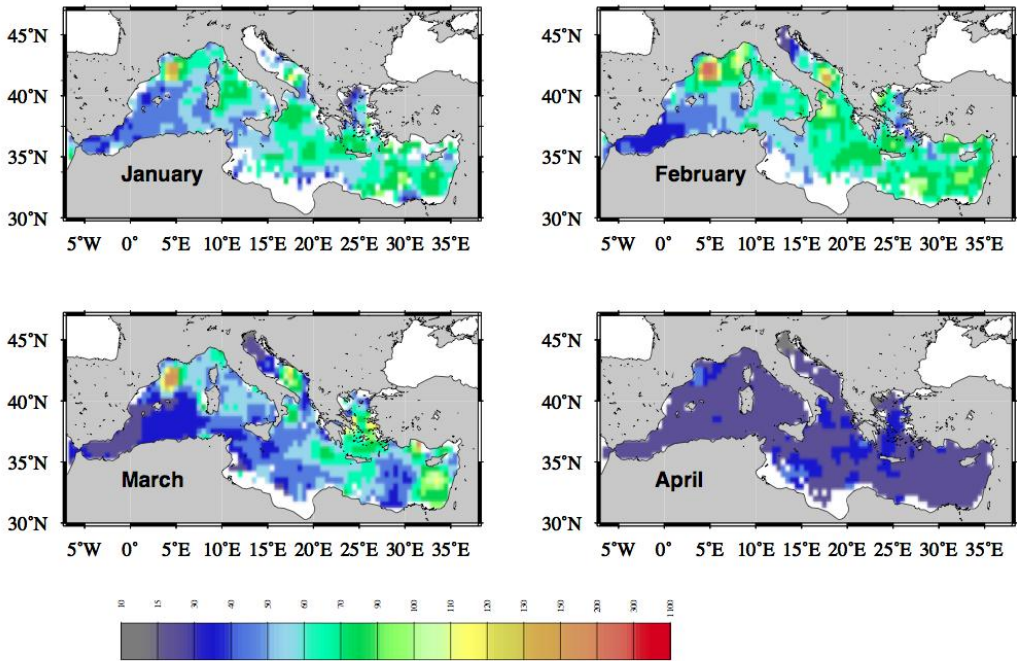 45˚N 45˚N
40˚N 40˚N
35˚N 35˚N
January February
30˚N 30˚N
5˚W 0˚ 5˚E 10˚E 15˚E 20˚E 25˚E 30˚E 35˚E 5˚W 0˚ 5˚E 10˚E 15˚E 20˚E 25˚E 30˚E 35˚E
45˚N 45˚N
40˚N 40˚N
35˚N 35˚N
March April
30˚N 30˚N
5˚W 0˚ 5˚E 10˚E 15˚E 20˚E 25˚E 30˚E 35˚E 5˚W 0˚ 5˚E 10˚E 15˚E 20˚E 25˚E 30˚E 35˚E
10 15 30 40 50 60 70 90 100 110 120 130 150 200 300 1100